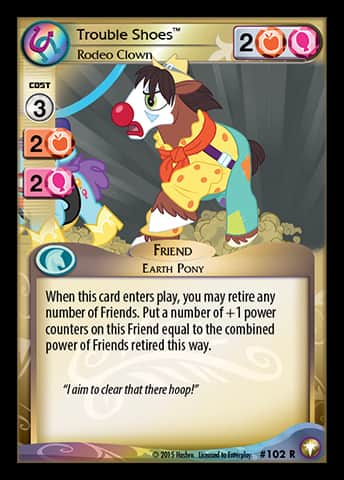 Trouble Shoes™
Rodeo Clown
2
COST
3
2
2
FRIEND
EARTH PONY
When this card enters play, you may retire any
number of Friends. Put a number of +1 power
counters on this Friend equal to the combined
power of Friends retired this way.
“I aim to clear that there hoop!”
© 2015 Hasbro. Licensed to Enterplay. #102 R